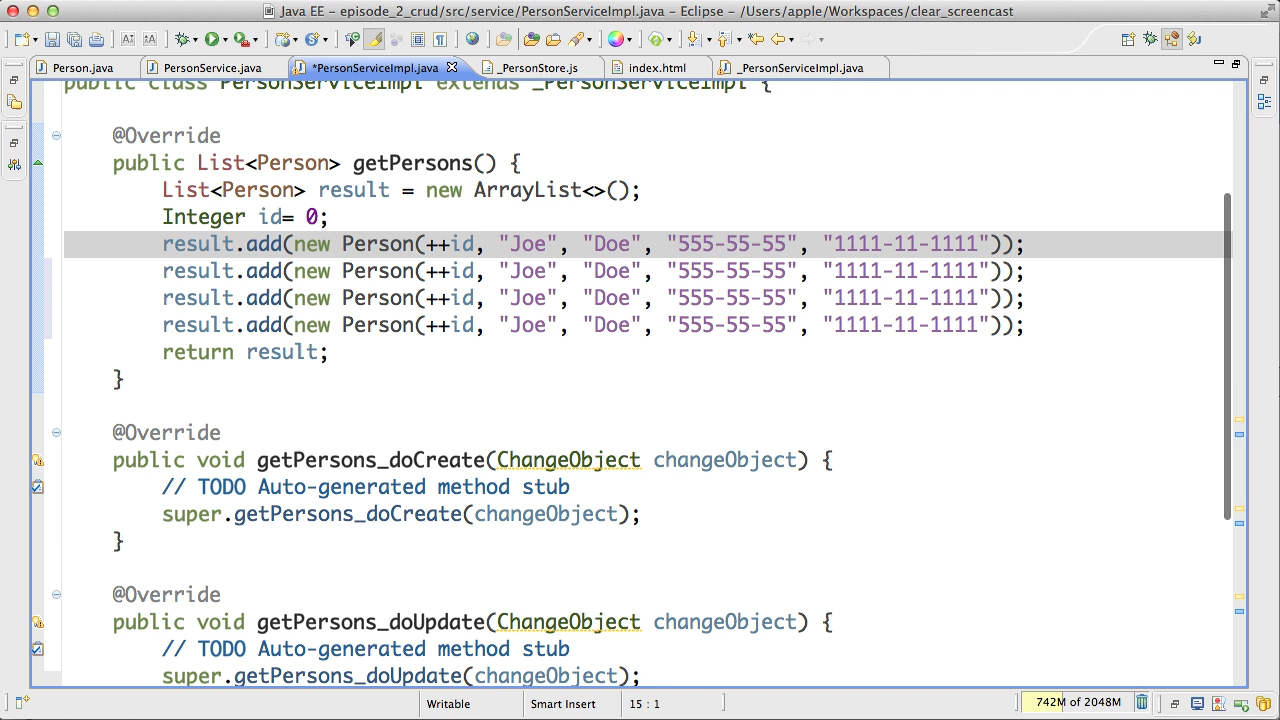 Java EE - episode_2_crud/src/service/PersonServiceImpl.java - Eclipse - /Users/apple/Workspaces/clear_screencast
Person.java PersonService.java *PersonServiceImpl.java _PersonStore.js index.html _PersonServiceImpl.java
public class PersonServiceImpl extends _PersonServiceImpl {
@Override
public List<Person> getPersons() {
List<Person> result = new ArrayList<>();
Integer id= 0;
result.add(new Person(++id, "Joe", "Doe", "555-55-55", "1111-11-1111"));
result.add(new Person(++id, "Joe", "Doe", "555-55-55", "1111-11-1111"));
result.add(new Person(++id, "Joe", "Doe", "555-55-55", "1111-11-1111"));
result.add(new Person(++id, "Joe", "Doe", "555-55-55", "1111-11-1111"));
return result;
}
@Override
public void getPersons_doCreate(ChangeObject changeObject) {
// TODO Auto-generated method stub
super.getPersons_doCreate(changeObject);
}
@Override
public void getPersons_doUpdate(ChangeObject changeObject) {
// TODO Auto-generated method stub
super.getPersons_doUpdate(changeObject);
Writable Smart Insert 15 : 1 742M of 2048M